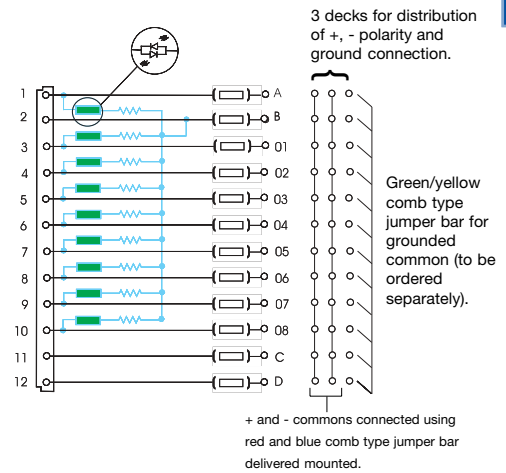 3 decks for distribution
of +, - polarity and
ground connection.
1 A
2 B
3 01
4 02
5 03
6 04
7 05
8 06
9 07
10 08
11 C
12 D
Green/yellow
comb type
jumper bar for
grounded
common (to be
ordered
separately).
+ and - commons connected using
red and blue comb type jumper bar
delivered mounted.